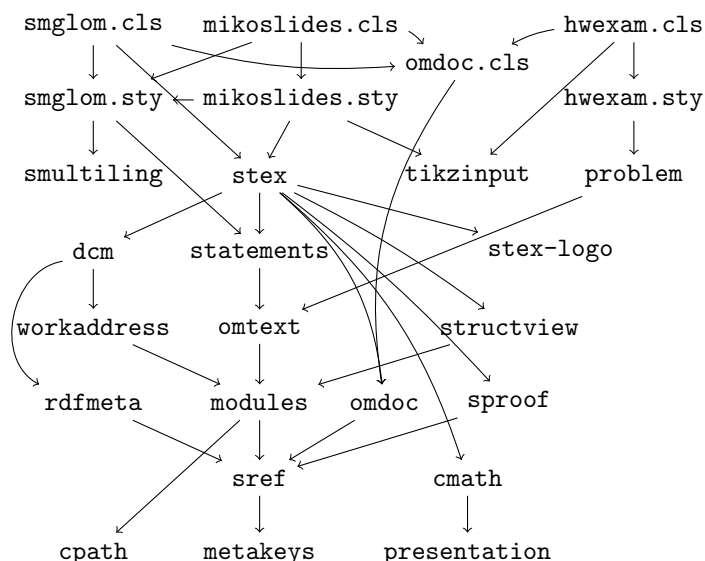 smglom.cls mikoslides.cls hwexam.cls
omdoc.cls
smglom.sty mikoslides.sty hwexam.sty
smultiling stex tikzinput problem
dcm statements stex-logo
workaddress omtext structview
rdfmeta modules omdoc sproof
sref cmath
cpath metakeys presentation